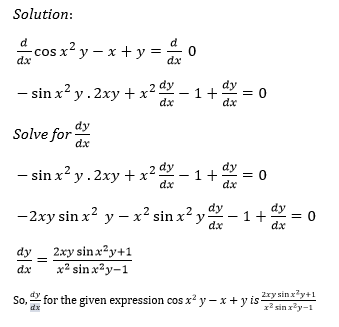 Solution:
d/dx cos x² y − x + y = d/dx 0
− sin x² y . 2xy + x² dy/dx − 1 + dy/dx = 0
Solve for dy/dx
− sin x² y . 2xy + x² dy/dx − 1 + dy/dx = 0
−2xy sin x² y − x² sin x² y dy/dx − 1 + dy/dx = 0
dy/dx = (2xy sin x²y+1)/(x² sin x²y−1)
So, dy/dx for the given expression cos x² y − x + y is (2xy sin x²y+1)/(x² sin x²y−1)